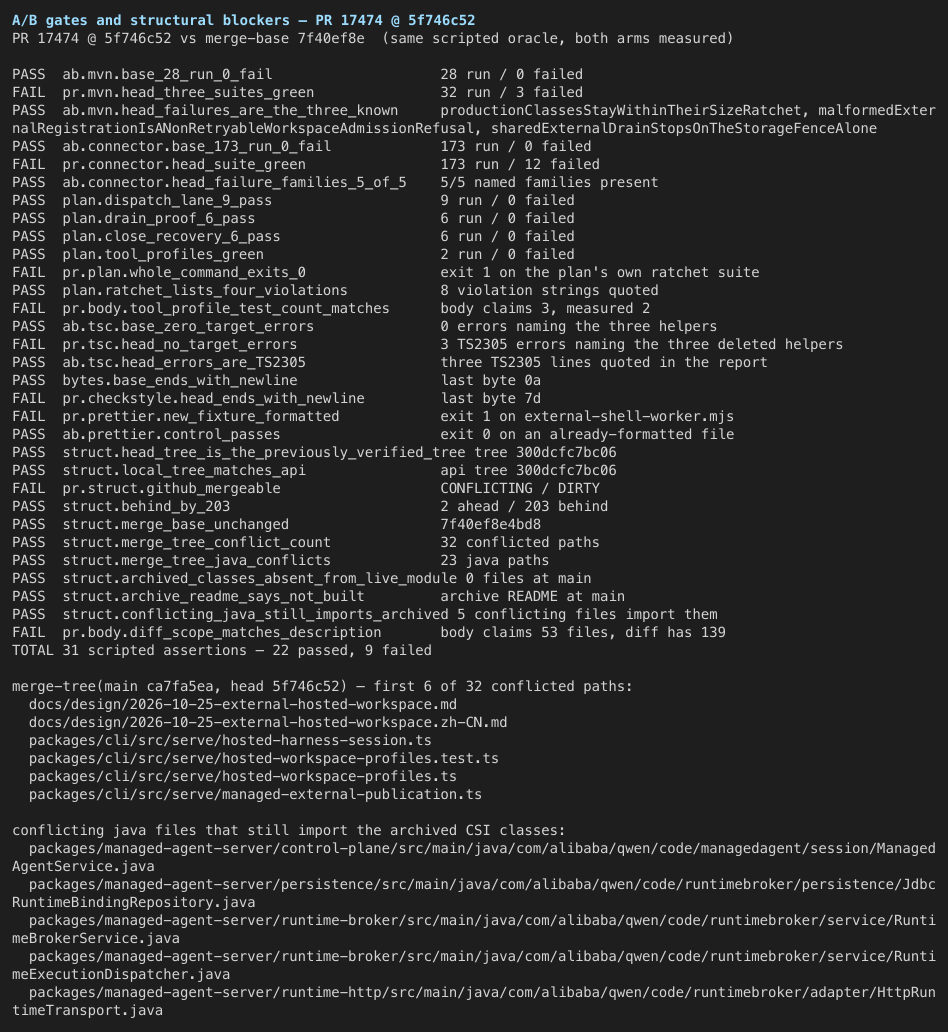 A/B gates and structural blockers — PR 17474 @ 5f746c52
PR 17474 @ 5f746c52 vs merge-base 7f40ef8e  (same scripted oracle, both arms measured)
PASS  ab.mvn.base_28_run_0_fail                    28 run / 0 failed
FAIL  pr.mvn.head_three_suites_green               32 run / 3 failed
PASS  ab.mvn.head_failures_are_the_three_known     productionClassesStayWithinTheirSizeRatchet, malformedExter
nalRegistrationIsANonRetryableWorkspaceAdmissionRefusal, sharedExternalDrainStopsOnTheStorageFenceAlone
PASS  ab.connector.base_173_run_0_fail             173 run / 0 failed
FAIL  pr.connector.head_suite_green                173 run / 12 failed
PASS  ab.connector.head_failure_families_5_of_5    5/5 named families present
PASS  plan.dispatch_lane_9_pass                    9 run / 0 failed
PASS  plan.drain_proof_6_pass                      6 run / 0 failed
PASS  plan.close_recovery_6_pass                   6 run / 0 failed
PASS  plan.tool_profiles_green                     2 run / 0 failed
FAIL  pr.plan.whole_command_exits_0                exit 1 on the plan's own ratchet suite
PASS  plan.ratchet_lists_four_violations           8 violation strings quoted
FAIL  pr.body.tool_profile_test_count_matches      body claims 3, measured 2
PASS  ab.tsc.base_zero_target_errors               0 errors naming the three helpers
FAIL  pr.tsc.head_no_target_errors                 3 TS2305 errors naming the three deleted helpers
PASS  ab.tsc.head_errors_are_TS2305                three TS2305 lines quoted in the report
PASS  bytes.base_ends_with_newline                 last byte 0a
FAIL  pr.checkstyle.head_ends_with_newline         last byte 7d
FAIL  pr.prettier.new_fixture_formatted            exit 1 on external-shell-worker.mjs
PASS  ab.prettier.control_passes                   exit 0 on an already-formatted file
PASS  struct.head_tree_is_the_previously_verified_tree tree 300dcfc7bc06
PASS  struct.local_tree_matches_api                api tree 300dcfc7bc06
FAIL  pr.struct.github_mergeable                   CONFLICTING / DIRTY
PASS  struct.behind_by_203                         2 ahead / 203 behind
PASS  struct.merge_base_unchanged                  7f40ef8e4bd8
PASS  struct.merge_tree_conflict_count             32 conflicted paths
PASS  struct.merge_tree_java_conflicts             23 java paths
PASS  struct.archived_classes_absent_from_live_module 0 files at main
PASS  struct.archive_readme_says_not_built         archive README at main
PASS  struct.conflicting_java_still_imports_archived 5 conflicting files import them
FAIL  pr.body.diff_scope_matches_description       body claims 53 files, diff has 139
TOTAL 31 scripted assertions — 22 passed, 9 failed
merge-tree(main ca7fa5ea, head 5f746c52) — first 6 of 32 conflicted paths:
  docs/design/2026-10-25-external-hosted-workspace.md
  docs/design/2026-10-25-external-hosted-workspace.zh-CN.md
  packages/cli/src/serve/hosted-harness-session.ts
  packages/cli/src/serve/hosted-workspace-profiles.test.ts
  packages/cli/src/serve/hosted-workspace-profiles.ts
  packages/cli/src/serve/managed-external-publication.ts
conflicting java files that still import the archived CSI classes:
  packages/managed-agent-server/control-plane/src/main/java/com/alibaba/qwen/code/managedagent/session/Managed
AgentService.java
  packages/managed-agent-server/persistence/src/main/java/com/alibaba/qwen/code/runtimebroker/persistence/Jdbc
RuntimeBindingRepository.java
  packages/managed-agent-server/runtime-broker/src/main/java/com/alibaba/qwen/code/runtimebroker/service/Runti
meBrokerService.java
  packages/managed-agent-server/runtime-broker/src/main/java/com/alibaba/qwen/code/runtimebroker/service/Runti
meExecutionDispatcher.java
  packages/managed-agent-server/runtime-http/src/main/java/com/alibaba/qwen/code/runtimebroker/adapter/HttpRun
timeTransport.java